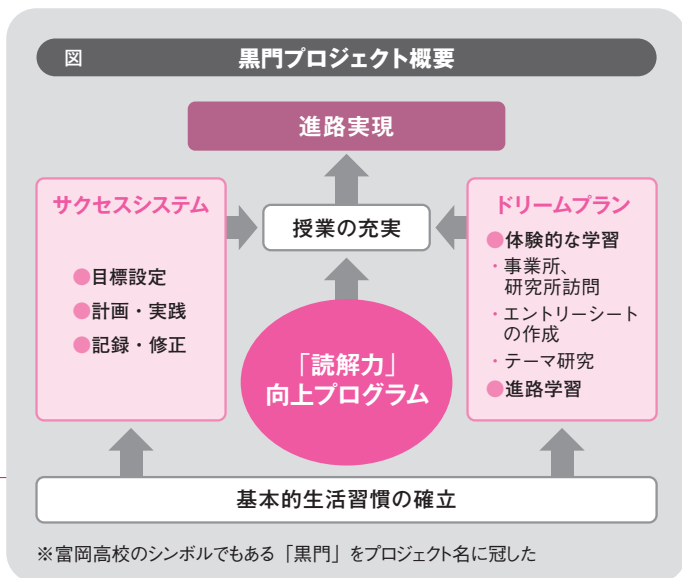 図 黒門プロジェクト概要
進路実現
サクセスシステム
●目標設定
●計画・実践
●記録・修正
授業の充実
ドリームプラン
●体験的な学習
・事業所、
研究所訪問
・エントリーシート
の作成
・テーマ研究
●進路学習
「読解力」
向上プログラム
基本的生活習慣の確立
※富岡高校のシンボルでもある「黒門」をプロジェクト名に冠した